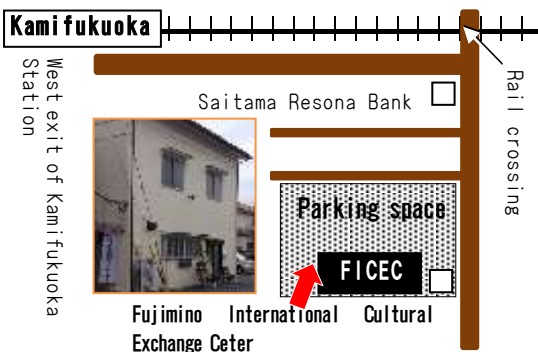 Kamifukuoka
West exit of Kamifukuoka
Station
Saitama Resona Bank
Rail crossing
Parking space
FICEC
Fujimino International Cultural
Exchange Ceter